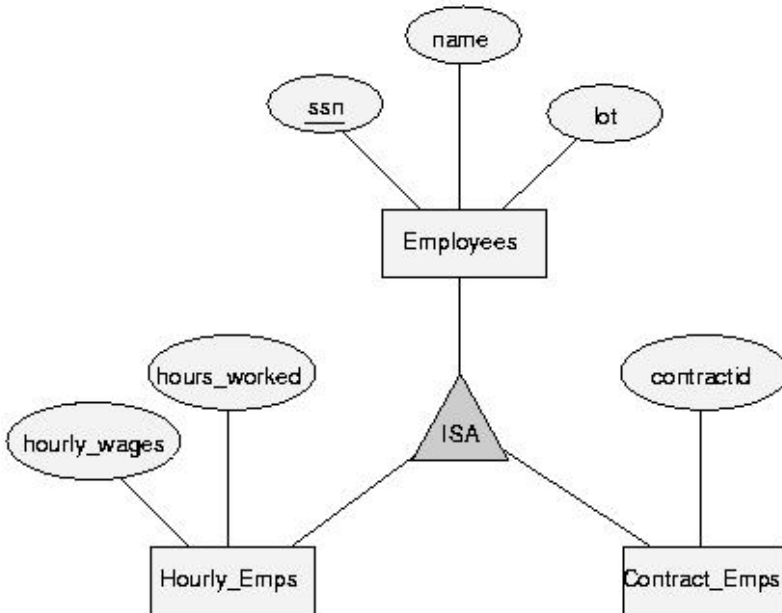 name
ssn
lot
Employees
hours_worked
contractid
hourly_wages
ISA
Hourly_Emps
Contract_Emps